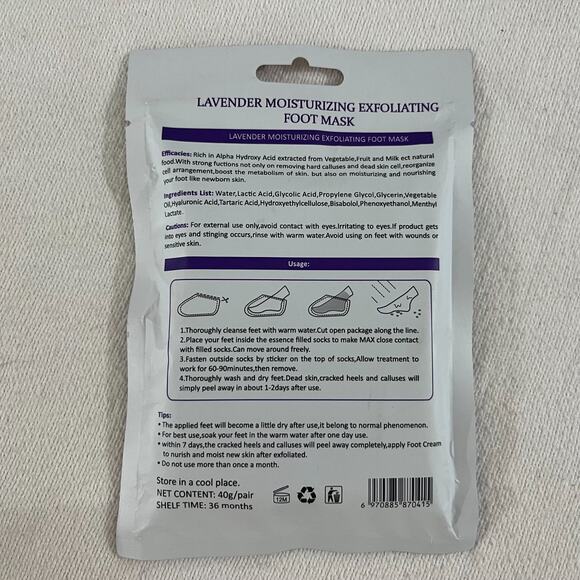 LAVENDER MOISTURIZING EXFOLIATING
FOOT MASK
LAVENDER MOISTURIZING EXFOLIATING FOOT MASK
Efficacies: Rich in Alpha Hydroxy Acid extracted from Vegetable,Fruit and Milk ect natural
food.With strong fuctions not only on removing hard calluses and dead skin cell,reorganize
cell arrangement,boost the metabolism of skin. but also on moisturizing and nourishing
your foot like newborn skin.
Ingredients List: Water,Lactic Acid,Glycolic Acid,Propylene Glycol,Glycerin,Vegetable
Oil,Hyaluronic Acid,Tartaric Acid,Hydroxyethylcellulose,Bisabolol,Phenoxyethanol,Menthyl
Lactate.
Cautions: For external use only,avoid contact with eyes.Irritating to eyes.If product gets
into eyes and stinging occurs,rinse with warm water.Avoid using on feet with wounds or
sensitive skin.
Usage:
1.Thoroughly cleanse feet with warm water.Cut open package along the line.
2.Place your feet inside the essence filled socks to make MAX close contact
with filled socks.Can move around freely.
3.Fasten outside socks by sticker on the top of socks,Allow treatment to
work for 60-90minutes,then remove.
4.Thoroughly wash and dry feet.Dead skin,cracked heels and calluses will
simply peel away in about 1-2days after use.
Tips:
• The applied feet will become a little dry after use,it belong to normal phenomenon.
• For best use,soak your feet in the warm water after one day use.
• within 7 days,the cracked heels and calluses will peel away completely,apply Foot Cream
to nurish and moist new skin after exfoliated.
• Do not use more than once a month.
Store in a cool place.
NET CONTENT: 40g/pair
SHELF TIME: 36 months
12M
6 970885 870415